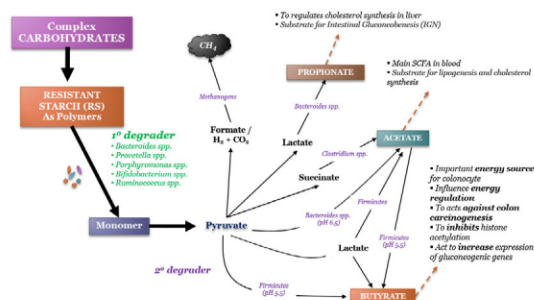 Complex
CARBOHYDRATES
RESISTANT
STARCH (RS)
As Polymers
1⁰ degrader
• Bacteroides spp.
• Prevetella spp.
• Porphyromonas spp.
• Bifidobacterium spp.
• Ruminococcus spp.
Monomer
Pyruvate
2⁰ degrader
CH4
Methanogens
Formate /
H2 + CO2
• To regulates cholesterol synthesis in liver
• Substrate for Intestinal Gluconeobenesis (IGN)
PROPIONATE
Bacteroides spp.
Lactate
Clostridium spp.
Succinate
• Main SCFA in blood
• Substrate for lipogenesis and cholesterol
synthesis
ACETATE
Bacteroides spp.
(pH 6.5)
Firmicutes
Lactate
Firmicutes
(pH 5.5)
Firmicutes
(pH 5.5)
BUTYRATE
• Important energy source
for colonocyte
• Influence energy
regulation
• To acts against colon
carcinogenesis
• To inhibits histone
acetylation
• Act to increase expression
of gluconeogenic genes